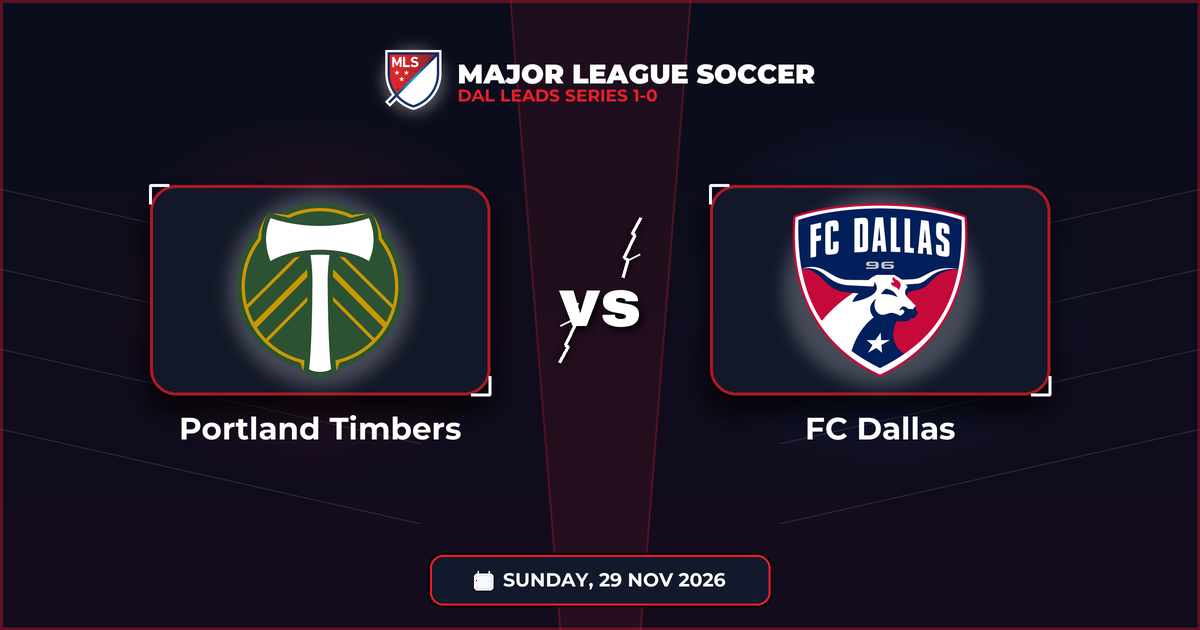 MLS
MAJOR LEAGUE SOCCER
DAL LEADS SERIES 1-0
FC DALLAS
96
vs
Portland Timbers
FC Dallas
SUNDAY, 29 NOV 2026